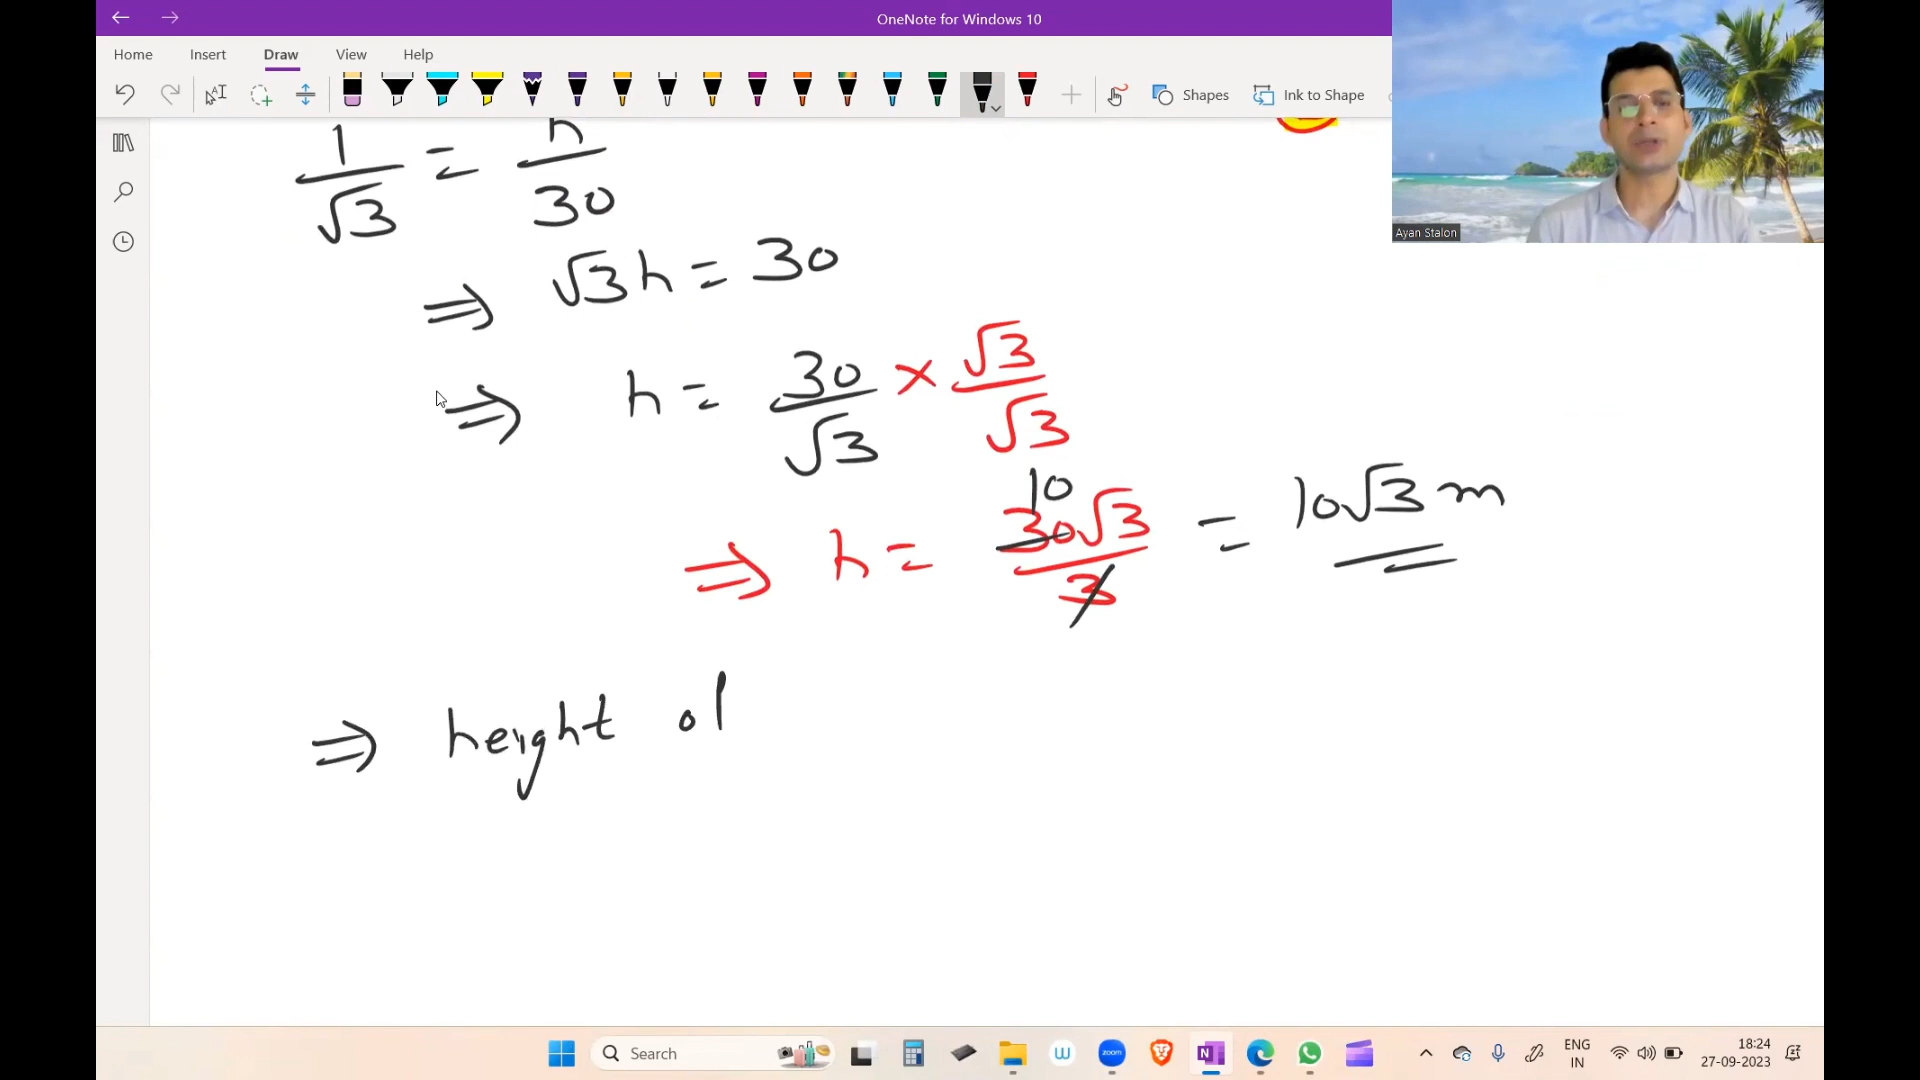 OneNote for Windows 10
Home Insert Draw View Help
Shapes Ink to Shape
Ayan Stalon
1/√3 = h/30
⇒ √3h = 30
⇒ h = 30/√3 × √3/√3
10
⇒ h = 30√3/3 = 10√3 m
⇒ height of
Search
zoom
ENG
IN
18:24
27-09-2023